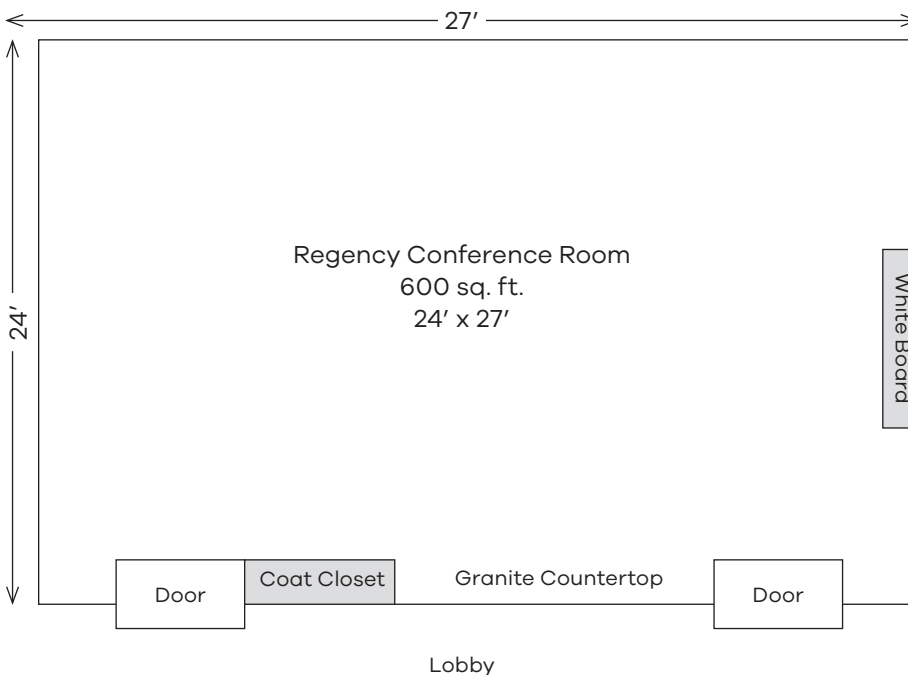 27′
24′
Regency Conference Room
600 sq. ft.
24′ x 27′
White Board
Door
Coat Closet
Granite Countertop
Door
Lobby